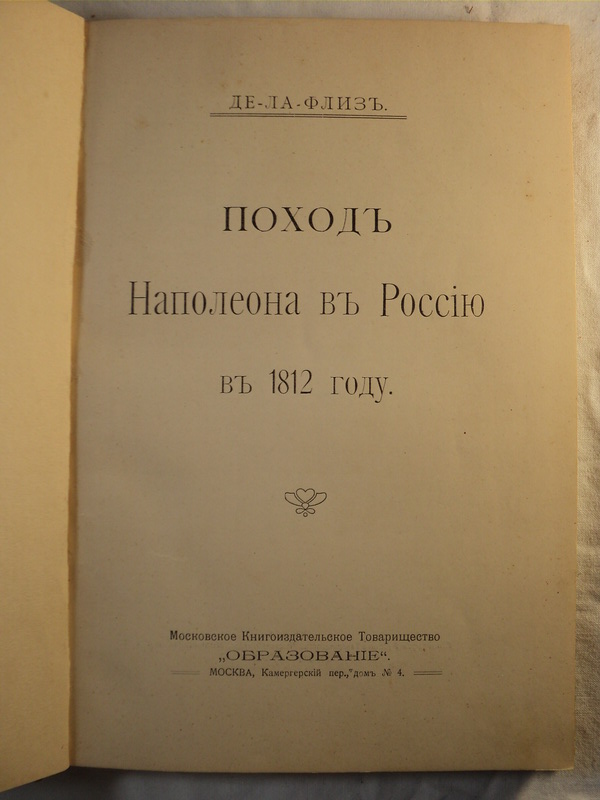 ДЕ-ЛА-ФЛИЗЪ.
ПОХОДЪ
Наполеона въ Россію
въ 1812 году.
Московское Книгоиздательское Товарищество
„ОБРАЗОВАНІЕ“.
МОСКВА, Камергерскій пер., домъ № 4.